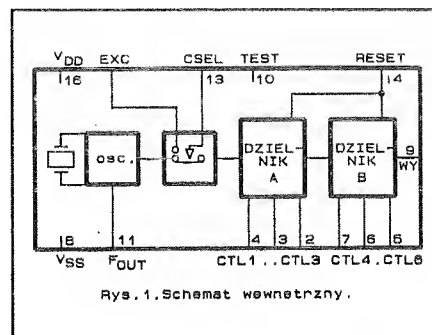 VDD EXC CSEL TEST RESET
16 13 10 14
OSC. DZIEL- DZIEL- 9
NIK NIK WY
A B
8 11 4 3 2 7 6 5
VSS FOUT CTL1..CTL3 CTL4.CTL6
Rys.1.Schemat wewnetrzny.